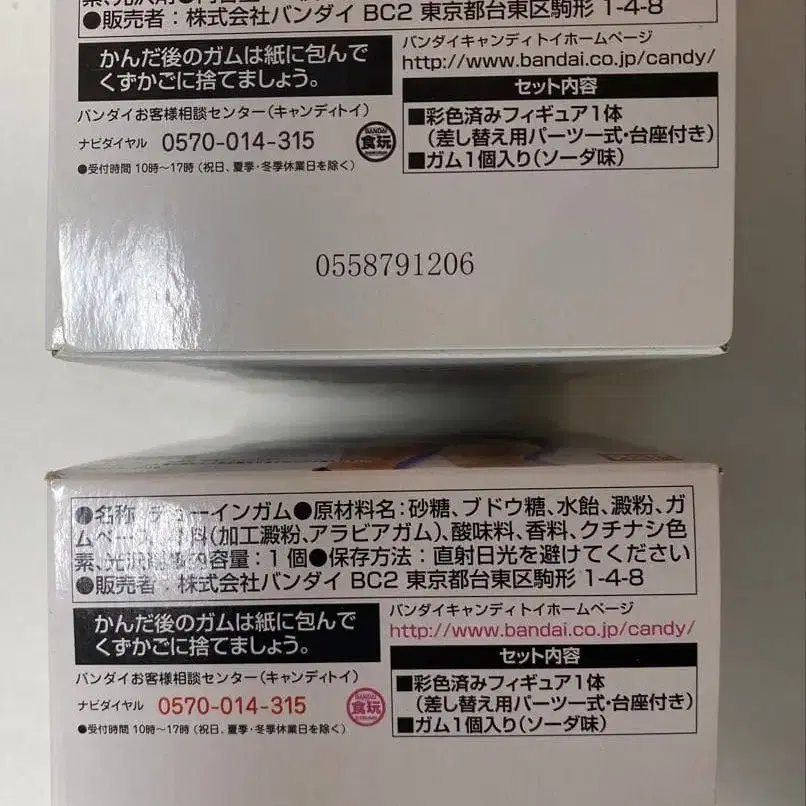 ●販売者：株式会社バンダイ BC2 東京都台東区駒形 1-4-8
かんだ後のガムは紙に包んで
くずかごに捨てましょう。
バンダイお客様相談センター(キャンディトイ)
ナビダイヤル 0570-014-315
●受付時間 10時～17時 (祝日、夏季・冬季休業日を除く)
BANDAI
食玩
バンダイキャンディトイホームページ
http://www.bandai.co.jp/candy/
セット内容
■彩色済みフィギュア1体
(差し替え用パーツ一式・台座付き)
■ガム1個入り(ソーダ味)
0558791206
●名称 チューインガム●原材料名：砂糖、ブドウ糖、水飴、澱粉、ガ
ムベース、料(加工澱粉、アラビアガム)、酸味料、香料、クチナシ色
素、光沢剤 内容量：1個●保存方法：直射日光を避けてください
●販売者：株式会社バンダイ BC2 東京都台東区駒形 1-4-8
かんだ後のガムは紙に包んで
くずかごに捨てましょう。
バンダイお客様相談センター(キャンディトイ)
ナビダイヤル 0570-014-315
●受付時間 10時～17時 (祝日、夏季・冬季休業日を除く)
BANDAI
食玩
バンダイキャンディトイホームページ
http://www.bandai.co.jp/candy/
セット内容
■彩色済みフィギュア1体
(差し替え用パーツ一式・台座付き)
■ガム1個入り(ソーダ味)